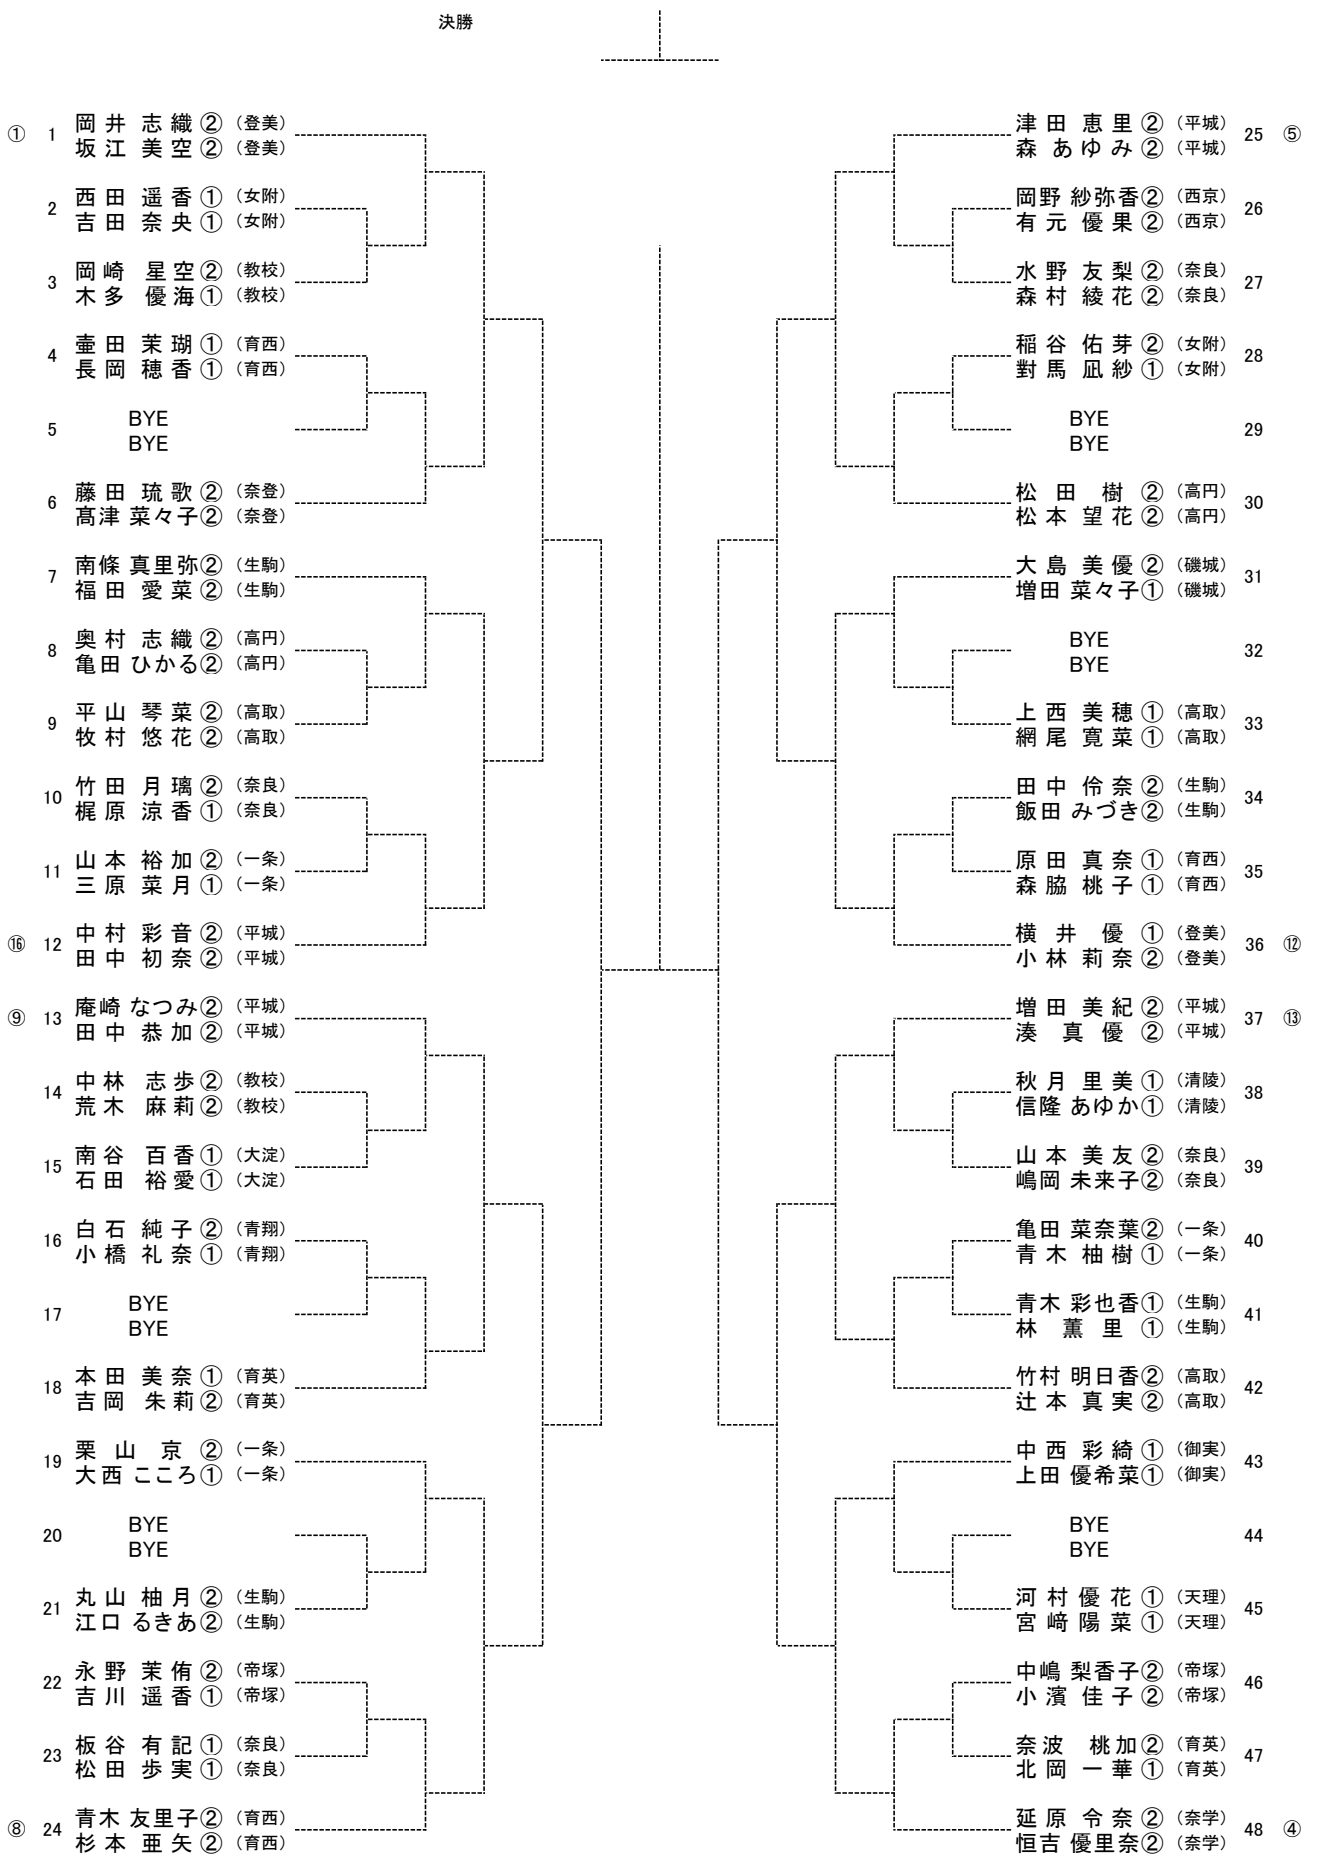 決勝
① 1 岡井 志織② (登美)
坂江 美空② (登美)
2 西田 遥香① (女附)
吉田 奈央① (女附)
3 岡崎 星空② (教校)
木多 優海① (教校)
4 壷田 茉瑚① (育西)
長岡 穂香① (育西)
5 BYE
BYE
6 藤田 琉歌② (奈登)
髙津 菜々子② (奈登)
7 南條 真里弥② (生駒)
福田 愛菜② (生駒)
8 奥村 志織② (高円)
亀田 ひかる② (高円)
9 平山 琴菜② (高取)
牧村 悠花② (高取)
10 竹田 月璃② (奈良)
梶原 涼香① (奈良)
11 山本 裕加② (一条)
三原 菜月① (一条)
⑯ 12 中村 彩音② (平城)
田中 初奈② (平城)
⑨ 13 庵崎 なつみ② (平城)
田中 恭加② (平城)
14 中林 志歩② (教校)
荒木 麻莉② (教校)
15 南谷 百香① (大淀)
石田 裕愛① (大淀)
16 白石 純子② (青翔)
小橋 礼奈① (青翔)
17 BYE
BYE
18 本田 美奈① (育英)
吉岡 朱莉② (育英)
19 栗山 京② (一条)
大西 こころ① (一条)
20 BYE
BYE
21 丸山 柚月② (生駒)
江口 るきあ② (生駒)
22 永野 茉侑② (帝塚)
吉川 遥香① (帝塚)
23 板谷 有記① (奈良)
松田 歩実① (奈良)
⑧ 24 青木 友里子② (育西)
杉本 亜矢② (育西)
津田 恵里② (平城) 25 ⑤
森 あゆみ② (平城)
岡野 紗弥香② (西京) 26
有元 優果② (西京)
水野 友梨② (奈良) 27
森村 綾花② (奈良)
稲谷 佑芽② (女附) 28
對馬 凪紗① (女附)
BYE 29
BYE
松田 樹② (高円) 30
松本 望花② (高円)
大島 美優② (磯城) 31
増田 菜々子① (磯城)
BYE 32
BYE
上西 美穂① (高取) 33
網尾 寛菜① (高取)
田中 伶奈② (生駒) 34
飯田 みづき② (生駒)
原田 真奈① (育西) 35
森脇 桃子① (育西)
横井 優① (登美) 36 ⑫
小林 莉奈② (登美)
増田 美紀② (平城) 37 ⑬
湊 真優② (平城)
秋月 里美① (清陵) 38
信隆 あゆか① (清陵)
山本 美友② (奈良) 39
嶋岡 未来子② (奈良)
亀田 菜奈葉② (一条) 40
青木 柚樹① (一条)
青木 彩也香① (生駒) 41
林 薫里① (生駒)
竹村 明日香② (高取) 42
辻本 真実② (高取)
中西 彩綺① (御実) 43
上田 優希菜① (御実)
BYE 44
BYE
河村 優花① (天理) 45
宮﨑 陽菜① (天理)
中嶋 梨香子② (帝塚) 46
小濱 佳子② (帝塚)
奈波 桃加② (育英) 47
北岡 一華① (育英)
延原 令奈② (奈学) 48 ④
恒吉 優里奈② (奈学)